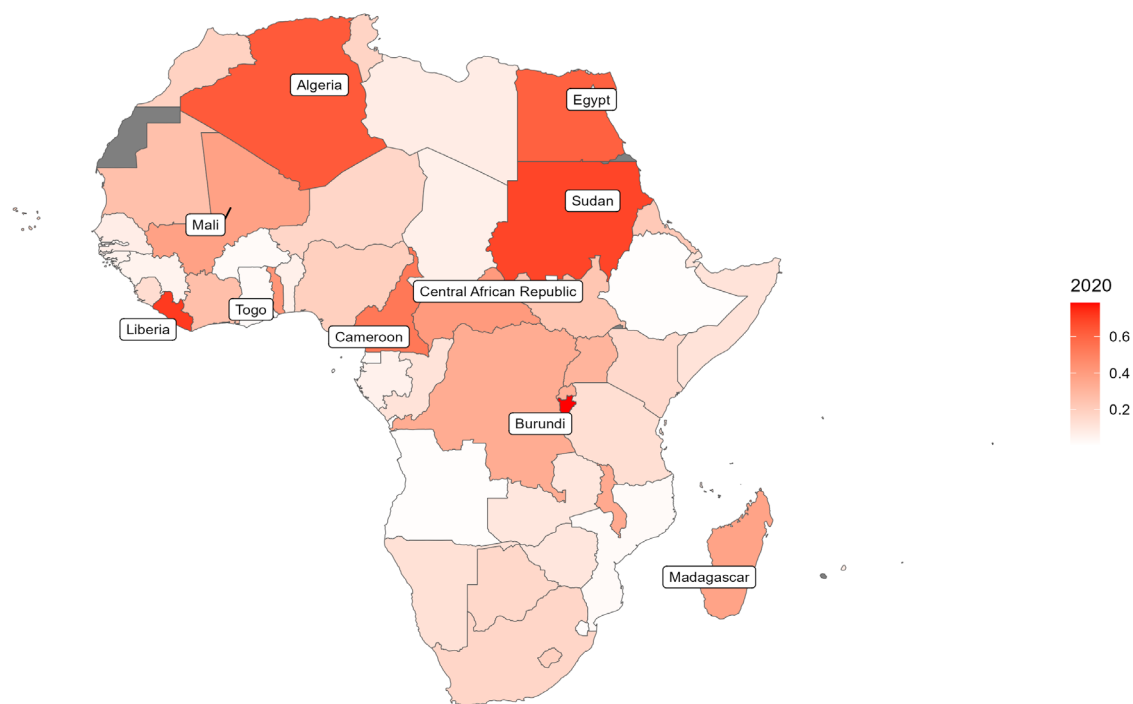 Algeria
Egypt
Sudan
Mali
Central African Republic
Togo
Liberia
Cameroon
Burundi
Madagascar
2020
0.6
0.4
0.2